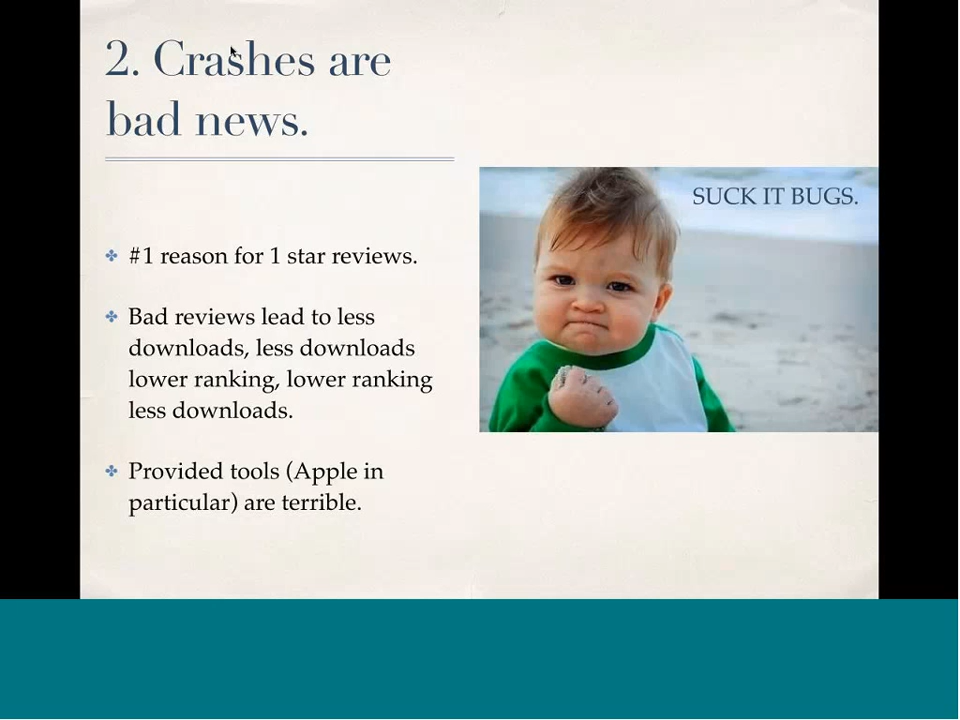 2. Crashes are
bad news.
SUCK IT BUGS.
#1 reason for 1 star reviews.
Bad reviews lead to less
downloads, less downloads
lower ranking, lower ranking
less downloads.
Provided tools (Apple in
particular) are terrible.